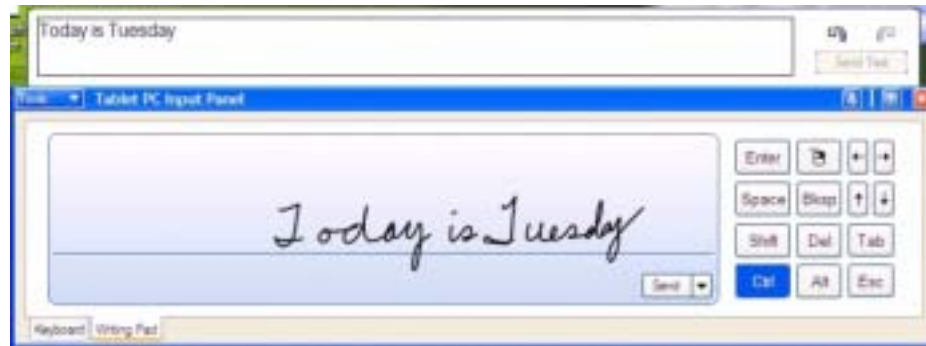 Today is Tuesday
Send Text
Tools Tablet PC Input Panel
Today is Tuesday
Enter
Space Bksp
Shift Del Tab
Ctrl Alt Esc
Send
Keyboard Writing Pad